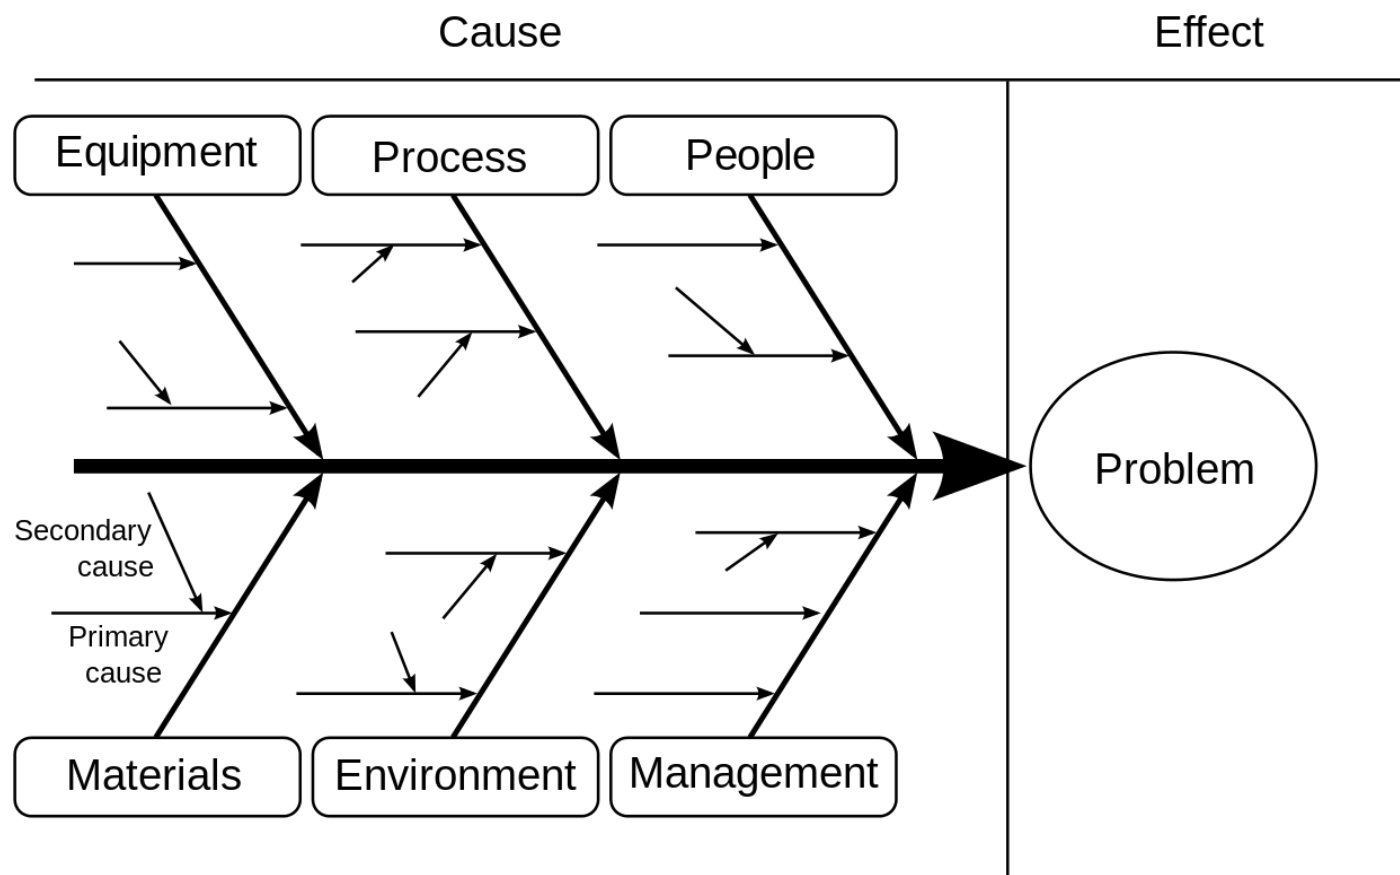 Cause
Effect
Equipment
Process
People
Problem
Secondary
cause
Primary
cause
Materials
Environment
Management